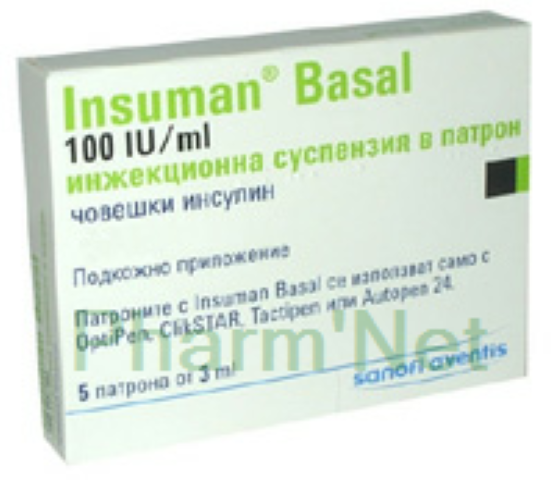 Insuman® Basal
100 IU/ml
инжекционна суспензия в патрон
човешки инсулин
Подкожно приложение
Патроните с Insuman Basal се използват само с
OptiPen, ClikSTAR, Tactipen или Autopen 24.
Pharm'Net
5 патрона от 3 ml
sanofi aventis